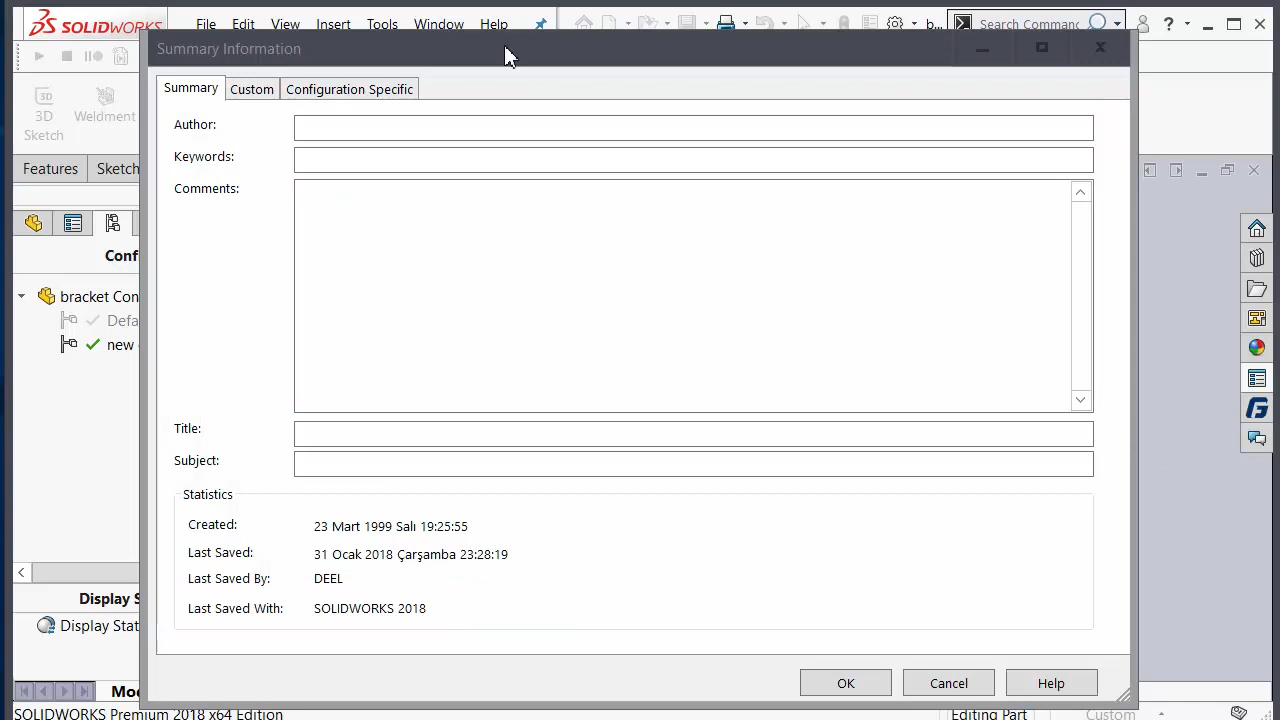 SOLIDWORKS File Edit View Insert Tools Window Help b... Search Command ?
Summary Information
Summary Custom Configuration Specific
3D
3D Weldment
Sketch
Features Sketch
Author:
Keywords:
Comments:
Conf
bracket Con
Defa
new
Title:
Subject:
Statistics
Created: 23 Mart 1999 Salı 19:25:55
Last Saved: 31 Ocak 2018 Çarşamba 23:28:19
Last Saved By: DEEL
Last Saved With: SOLIDWORKS 2018
Display S
Display Stat
OK Cancel Help
Mod
SOLIDWORKS Premium 2018 x64 Edition Editing Part Custom